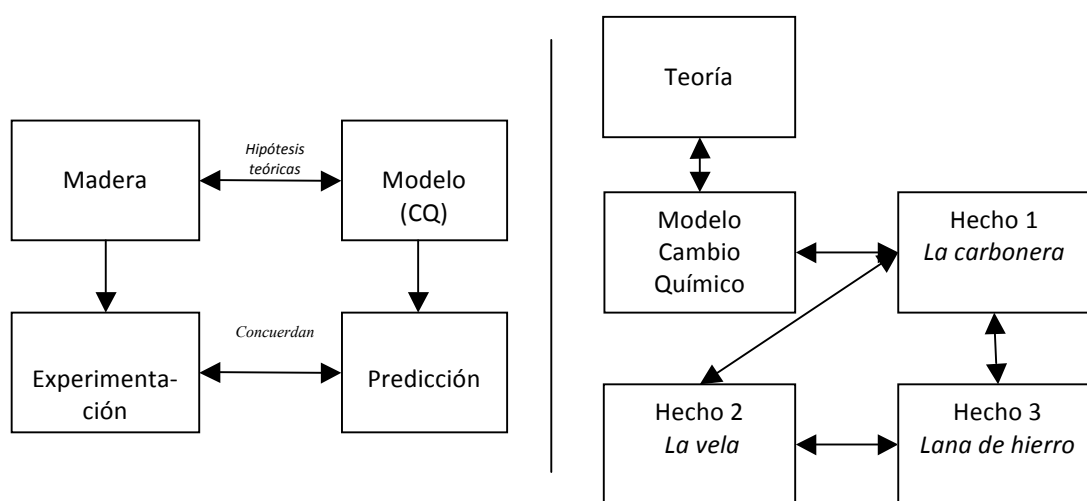 Madera
Hipótesis
teóricas
Modelo
(CQ)
Experimenta-
ción
Concuerdan
Predicción
Teoría
Modelo
Cambio
Químico
Hecho 1
La carbonera
Hecho 2
La vela
Hecho 3
Lana de hierro